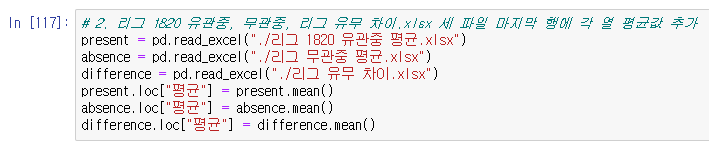 In [117]: # 2. 리그 1820 유관중, 무관중, 리그 유무 차이.xlsx 세 파일 마지막 행에 각 열 평균값 추가
present = pd.read_excel("./리그 1820 유관중 평균.xlsx")
absence = pd.read_excel("./리그 무관중 평균.xlsx")
difference = pd.read_excel("./리그 유무 차이.xlsx")
present.loc["평균"] = present.mean()
absence.loc["평균"] = absence.mean()
difference.loc["평균"] = difference.mean()